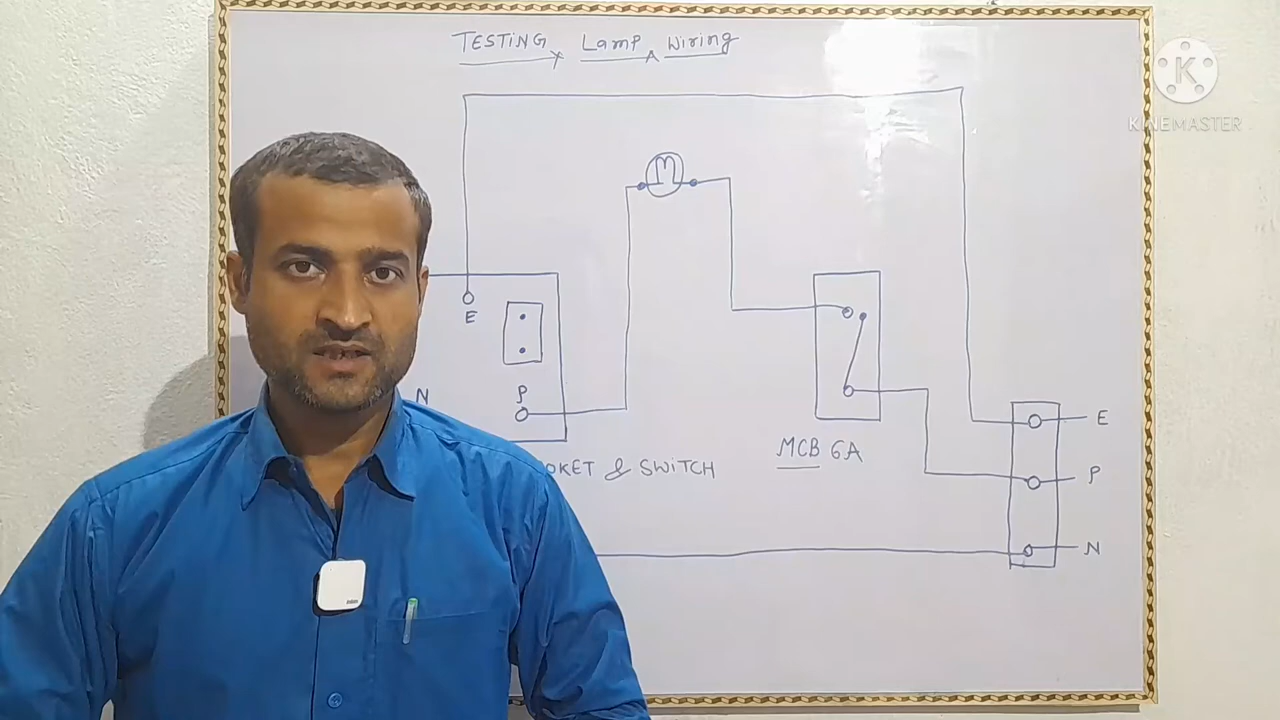 TESTING Lamp Wiring
K
KINEMASTER
E
P
N
OKET & SWITCH
MCB 6A
E
P
N